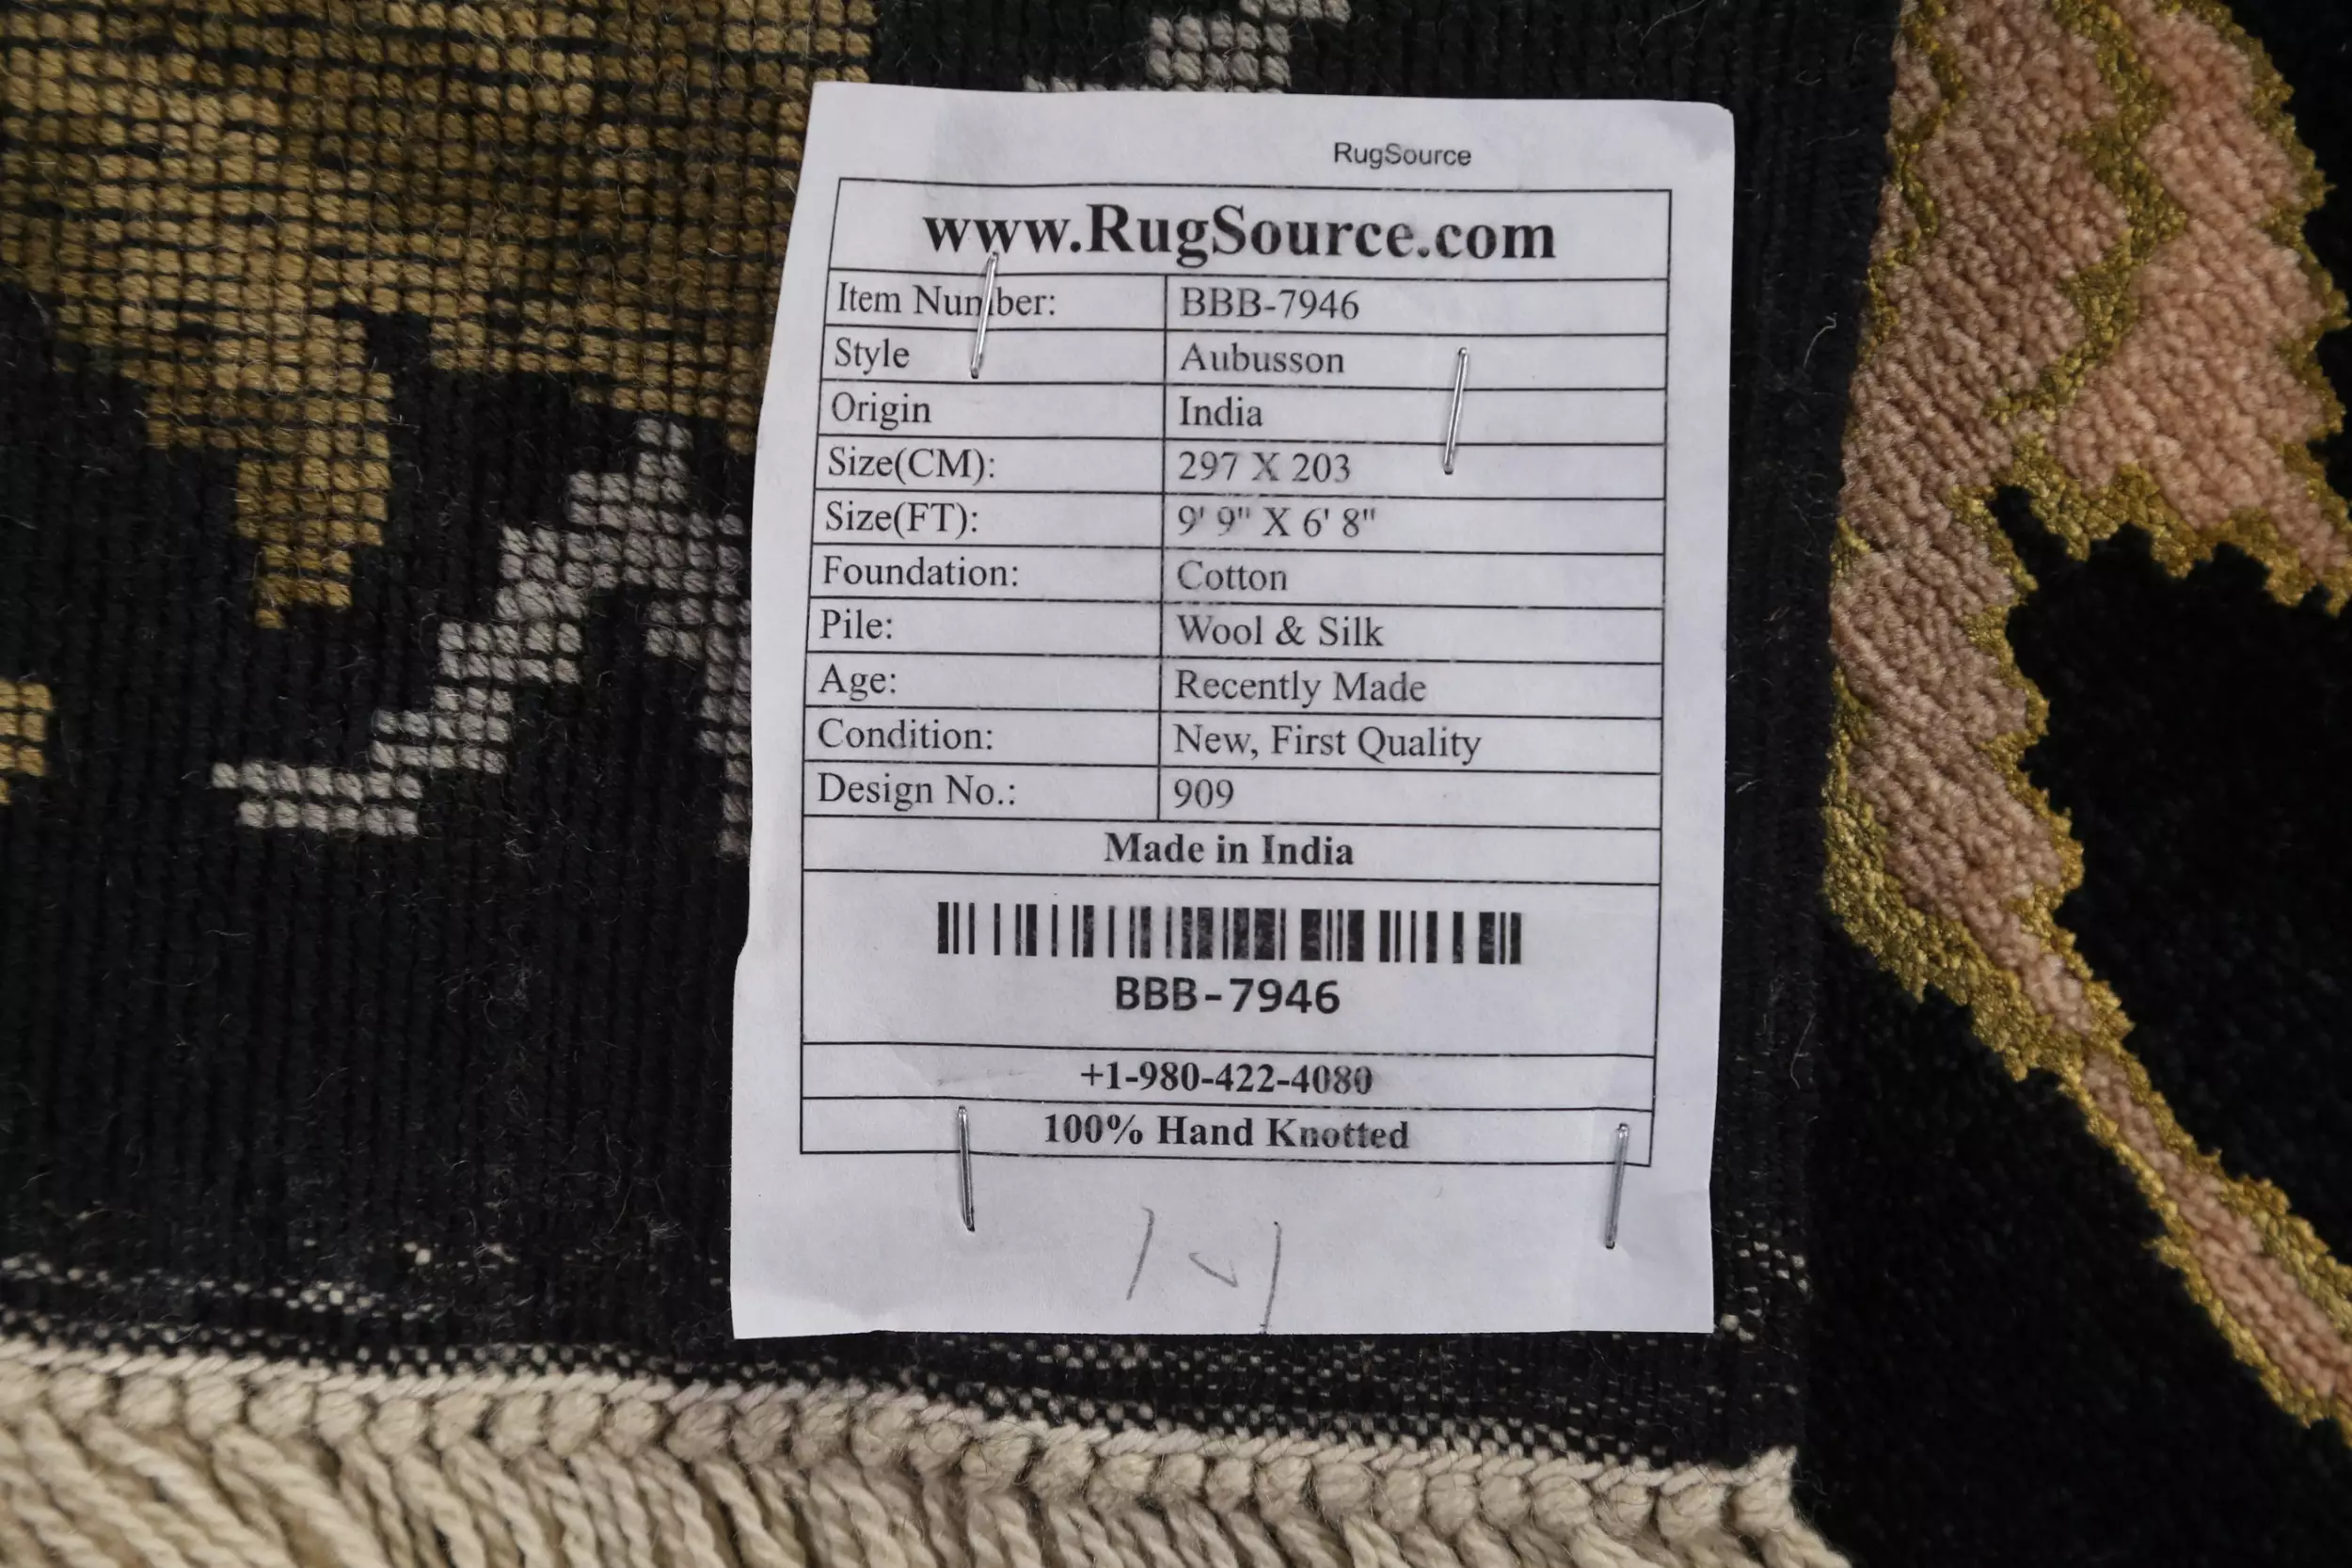 RugSource
www.RugSource.com
Item Number: BBB-7946
Style Aubusson
Origin India
Size(CM): 297 X 203
Size(FT): 9' 9" X 6' 8"
Foundation: Cotton
Pile: Wool & Silk
Age: Recently Made
Condition: New, First Quality
Design No.: 909
Made in India
BBB-7946
+1-980-422-4080
100% Hand Knotted